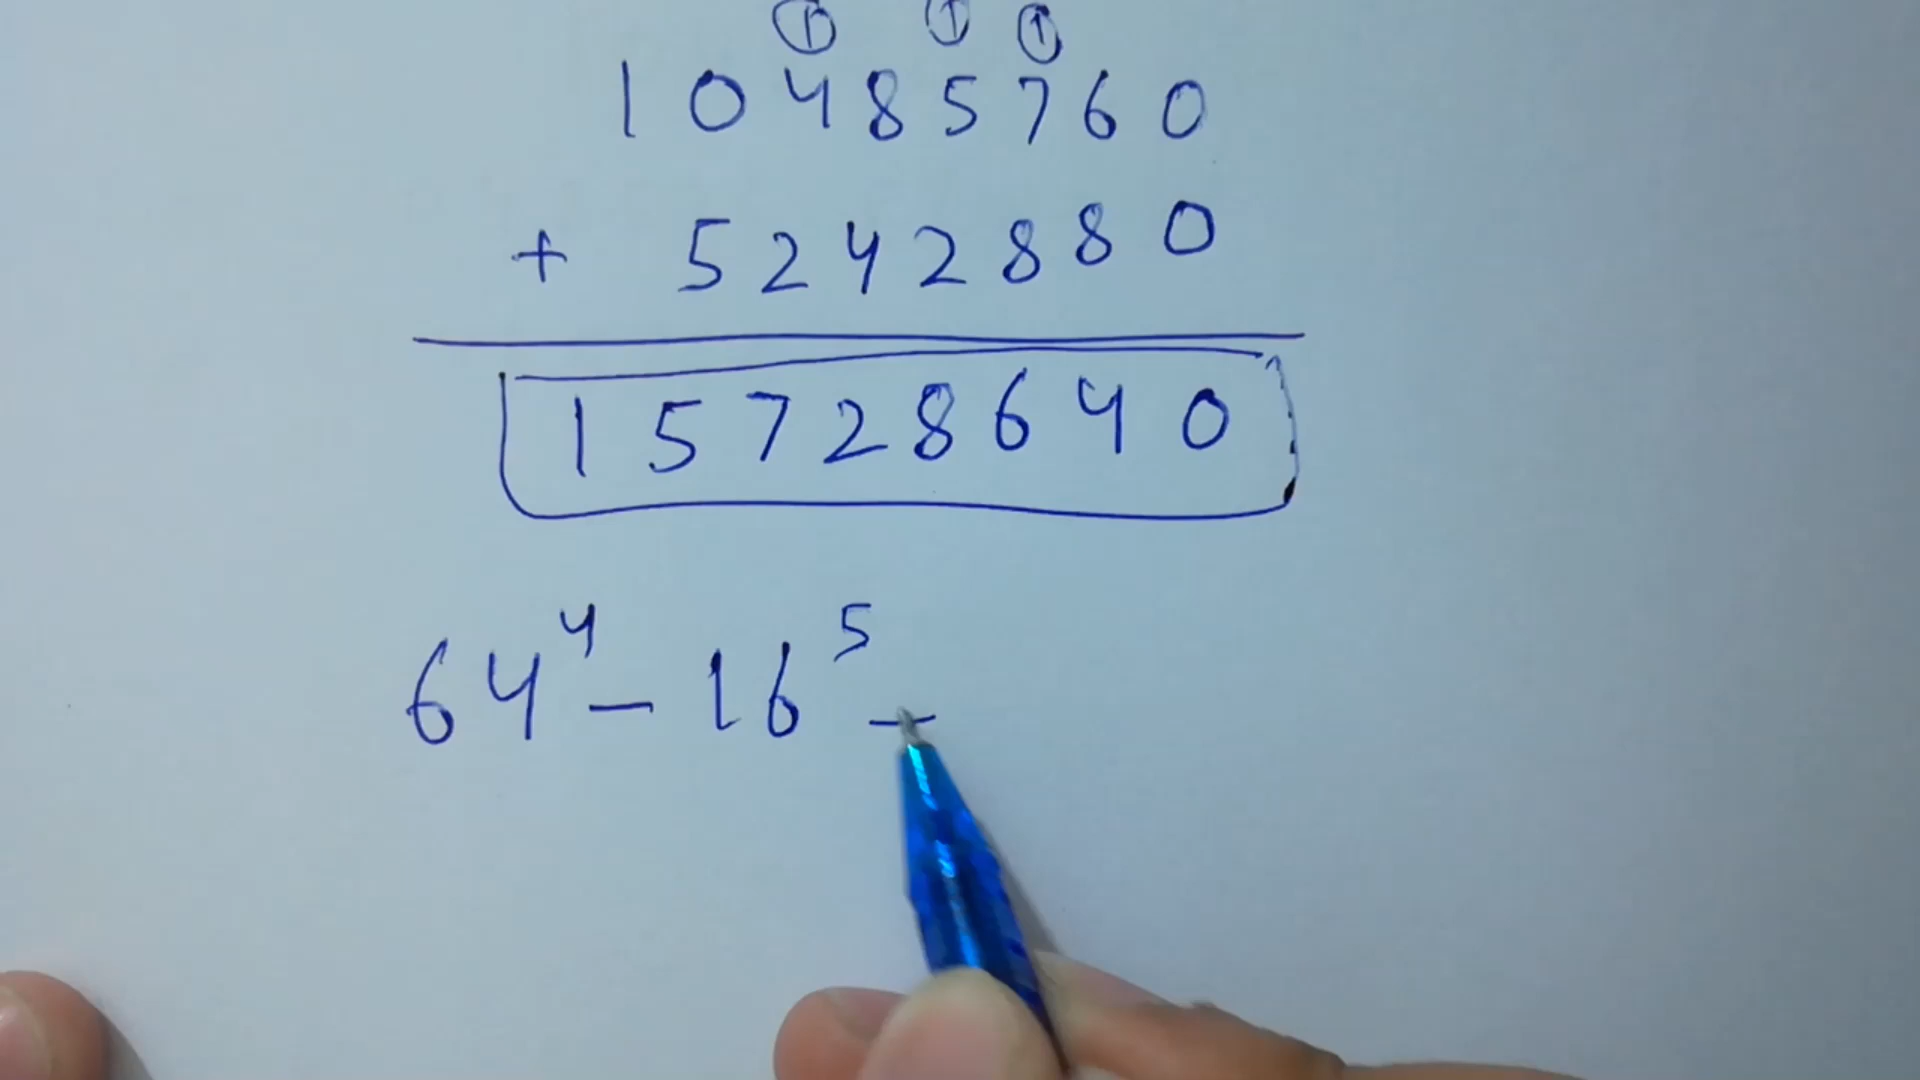 ① ① ①
10485760
+ 5242880
15728640
64⁴ - 16⁵ -